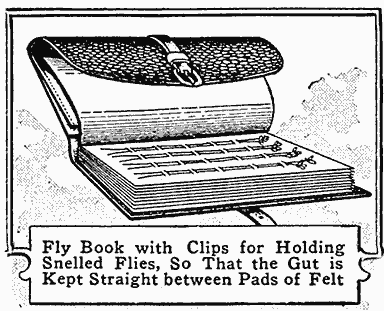 Fly Book with Clips for Holding
Snelled Flies, So That the Gut is
Kept Straight between Pads of Felt